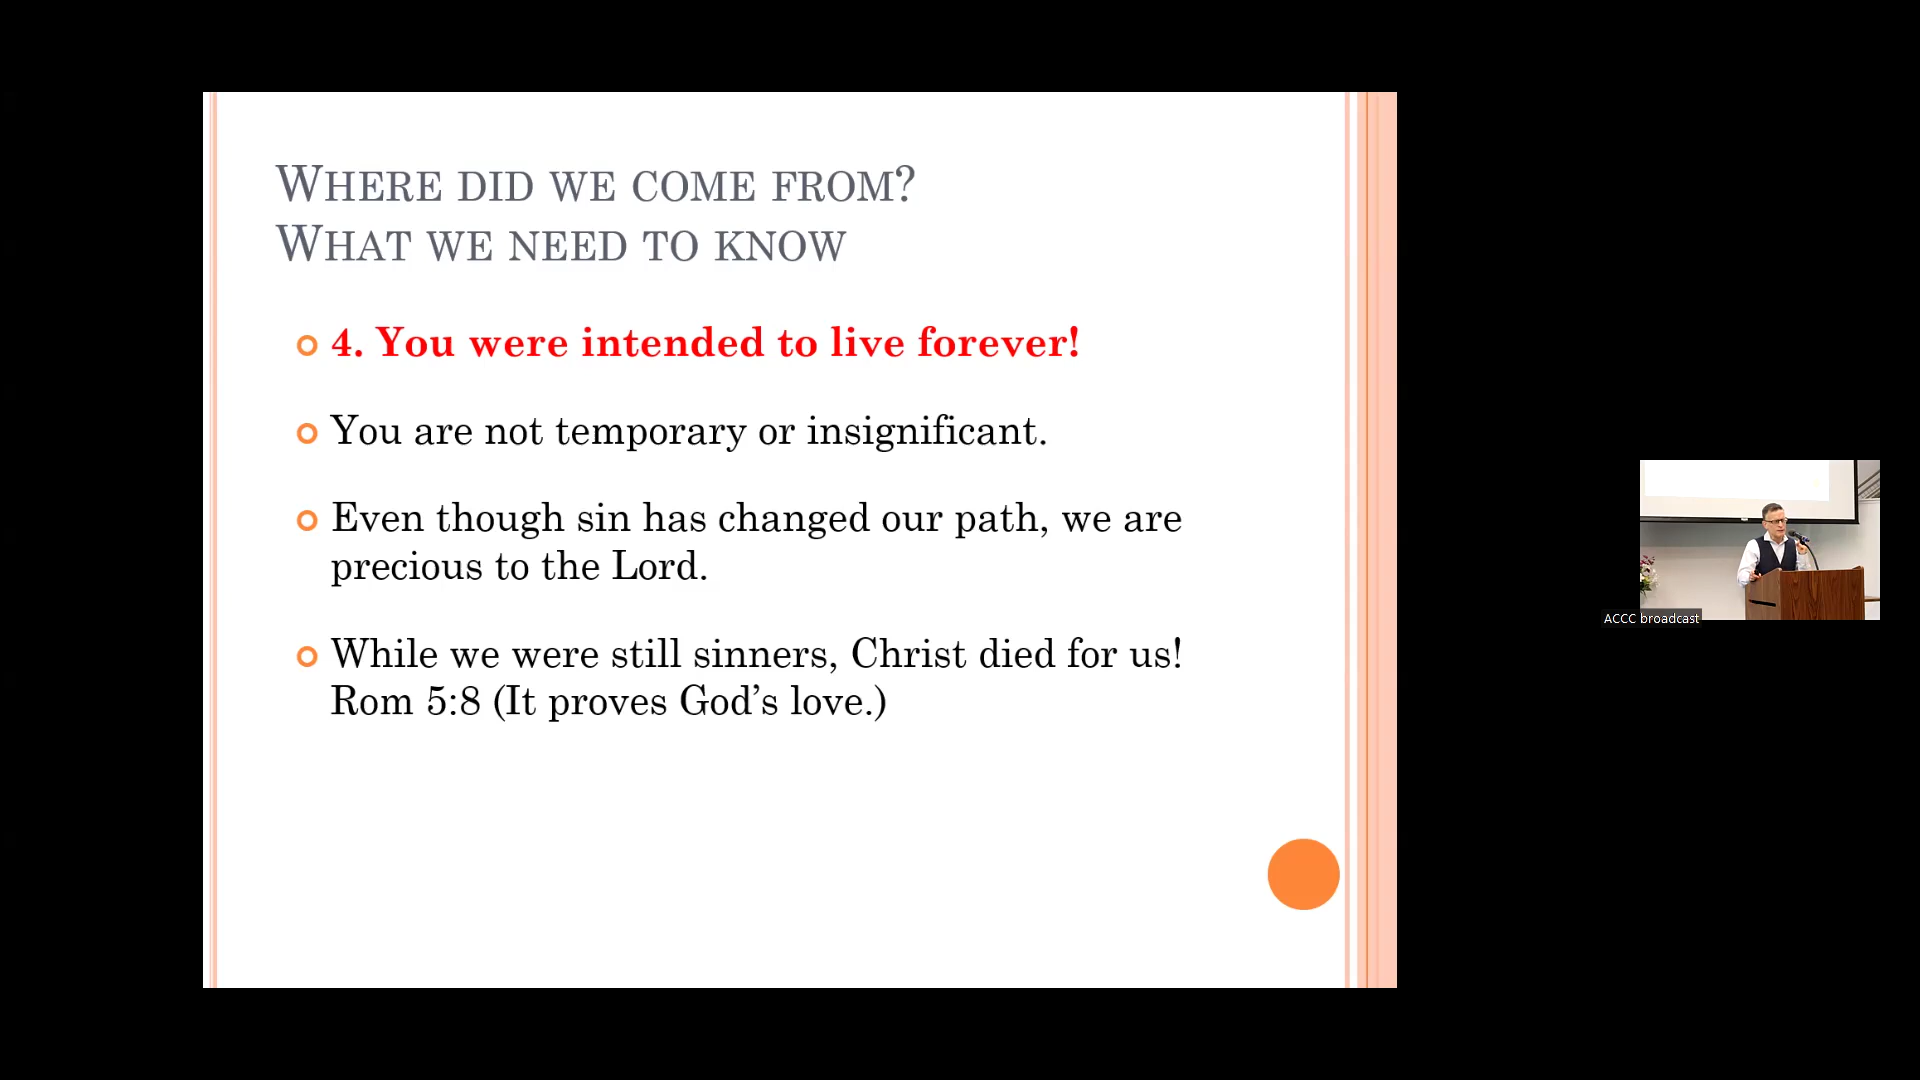 Where did we come from?
What we need to know
4. You were intended to live forever!
You are not temporary or insignificant.
Even though sin has changed our path, we are
precious to the Lord.
While we were still sinners, Christ died for us!
Rom 5:8 (It proves God’s love.)
ACCC broadcast